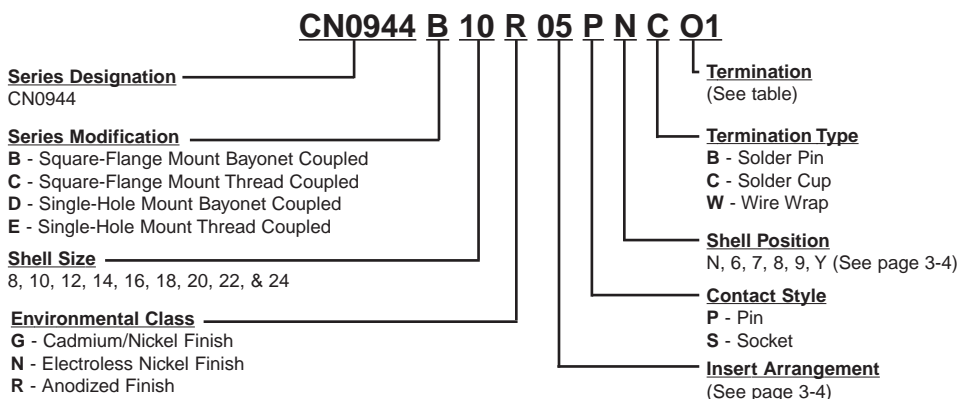 CN0944 B 10 R 05 P N C O1
Series Designation
CN0944
Series Modification
B - Square-Flange Mount Bayonet Coupled
C - Square-Flange Mount Thread Coupled
D - Single-Hole Mount Bayonet Coupled
E - Single-Hole Mount Thread Coupled
Shell Size
8, 10, 12, 14, 16, 18, 20, 22, & 24
Environmental Class
G - Cadmium/Nickel Finish
N - Electroless Nickel Finish
R - Anodized Finish
Termination
(See table)
Termination Type
B - Solder Pin
C - Solder Cup
W - Wire Wrap
Shell Position
N, 6, 7, 8, 9, Y (See page 3-4)
Contact Style
P - Pin
S - Socket
Insert Arrangement
(See page 3-4)